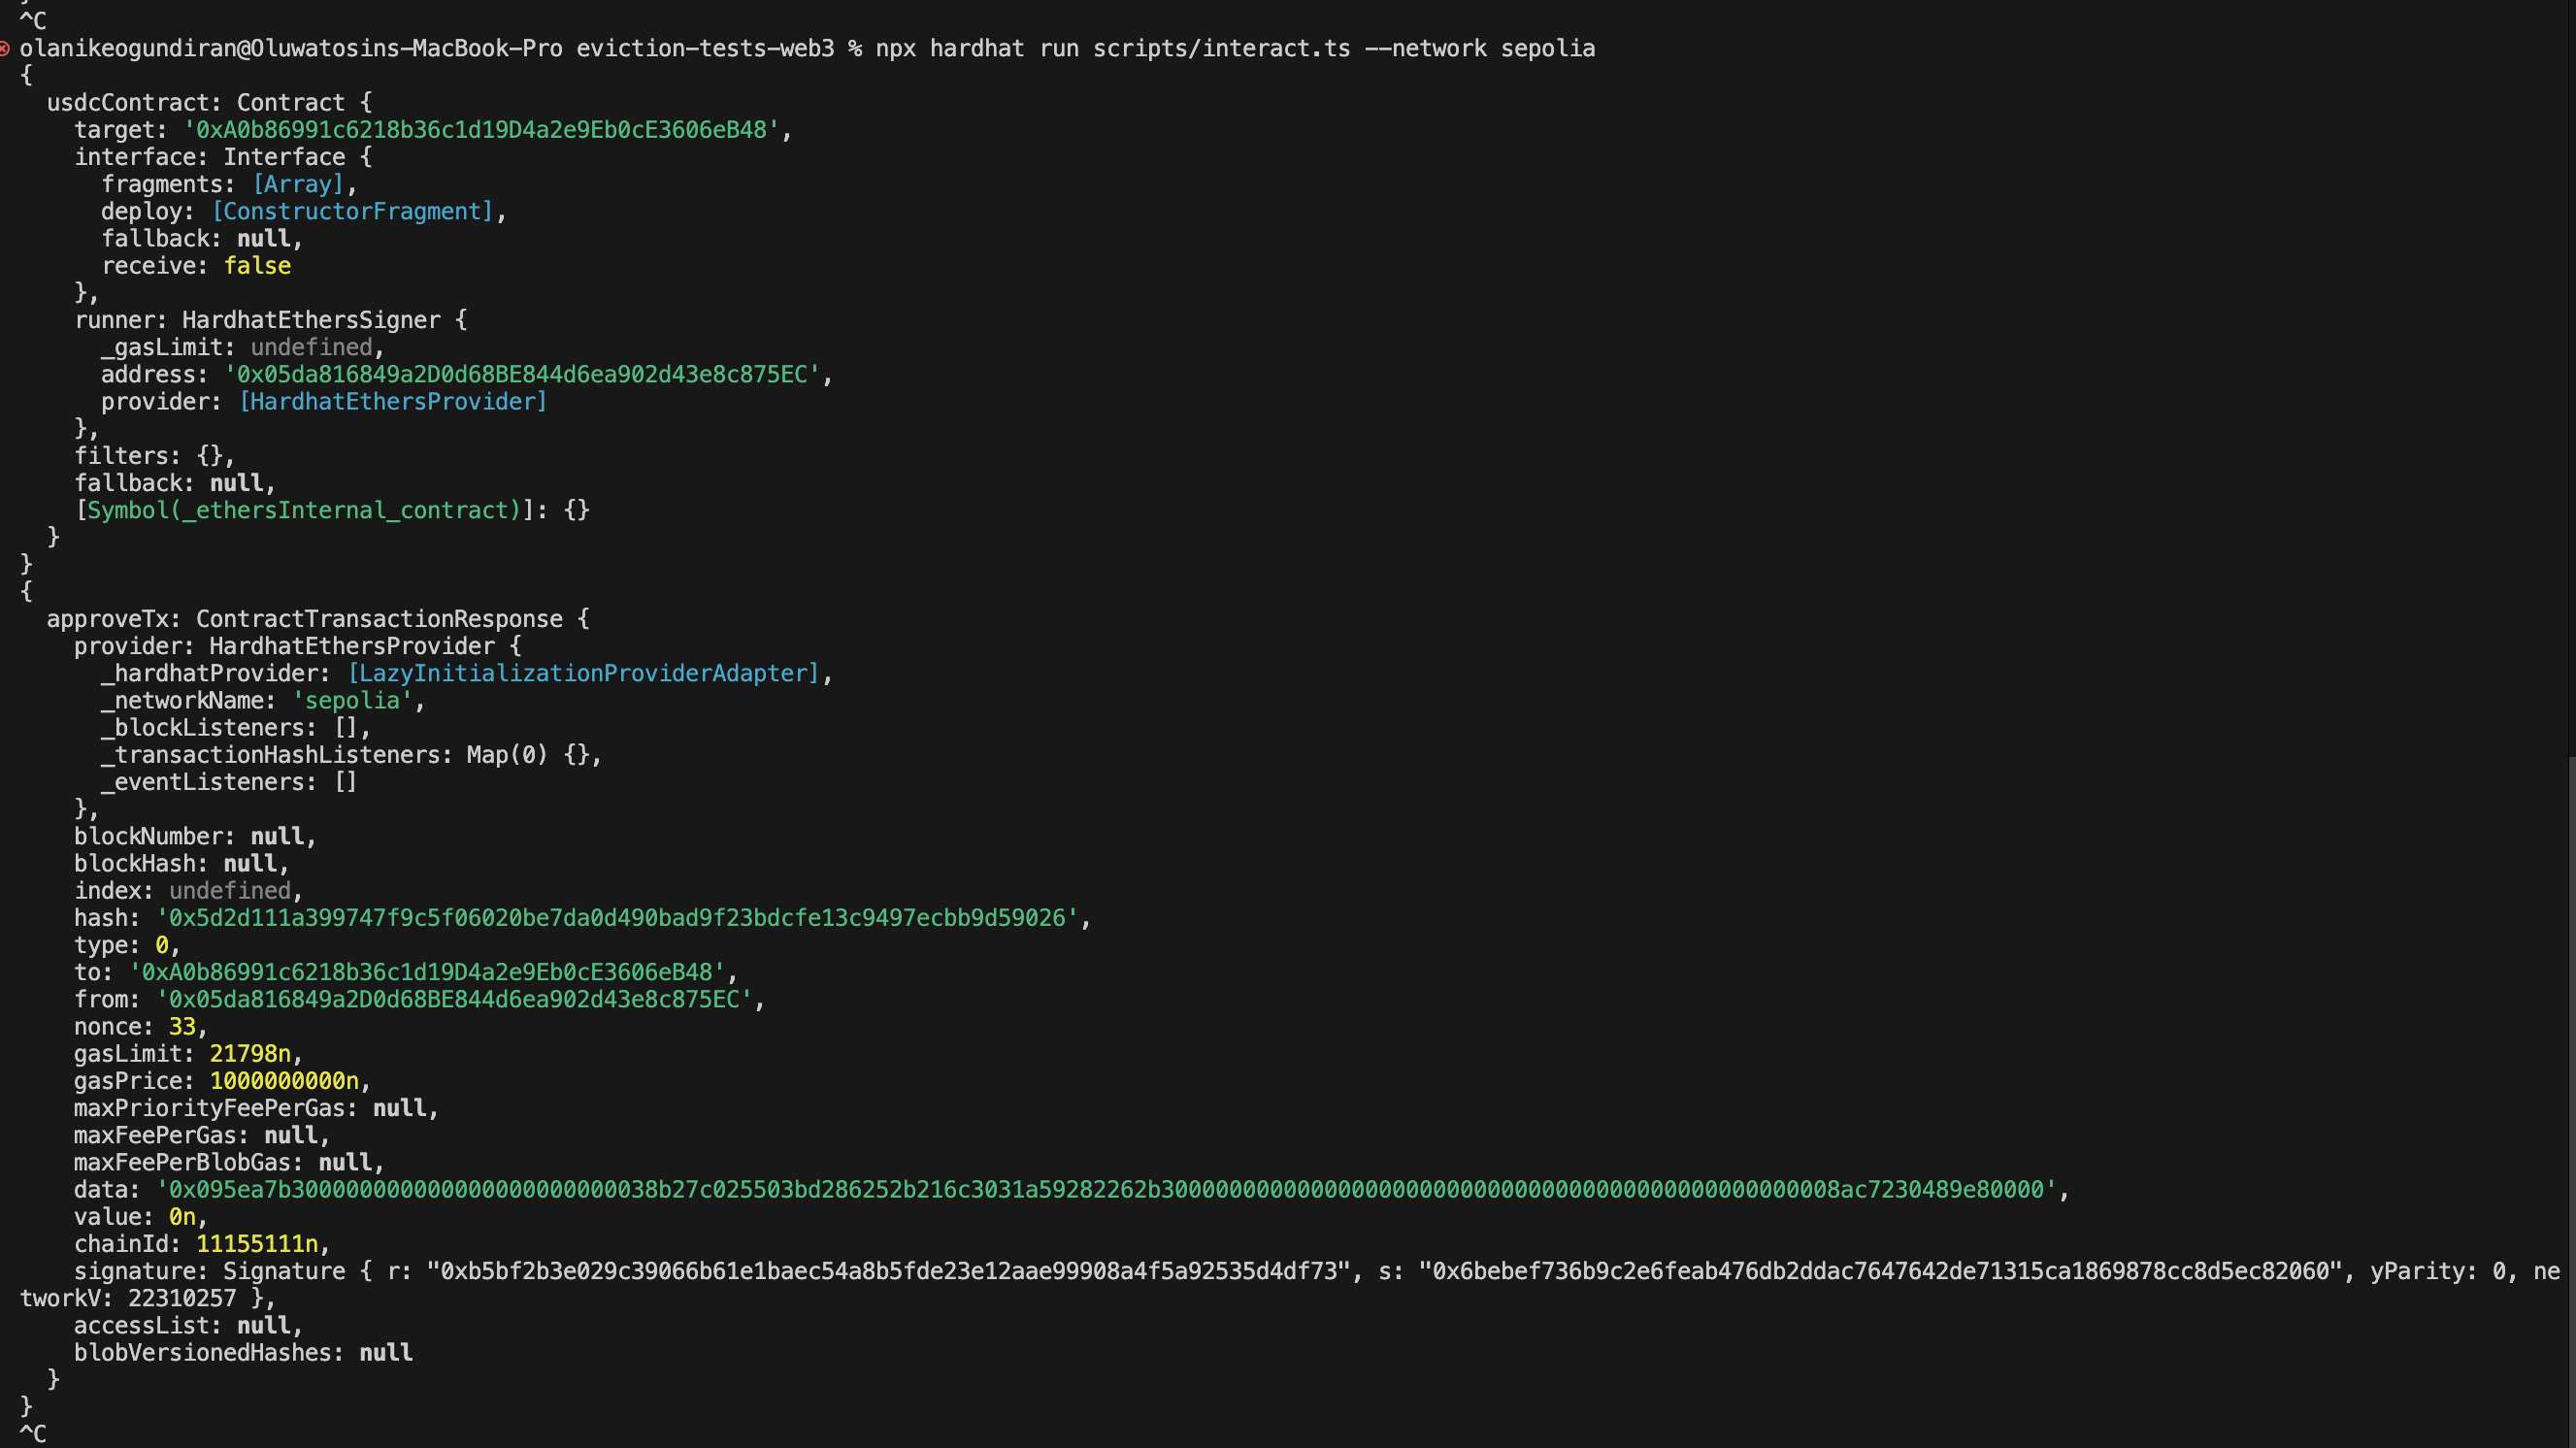 ^C
olanikeogundiran@Oluwatosins-MacBook-Pro eviction-tests-web3 % npx hardhat run scripts/interact.ts --network sepolia
{
  usdcContract: Contract {
    target: '0xA0b86991c6218b36c1d19D4a2e9Eb0cE3606eB48',
    interface: Interface {
      fragments: [Array],
      deploy: [ConstructorFragment],
      fallback: null,
      receive: false
    },
    runner: HardhatEthersSigner {
      _gasLimit: undefined,
      address: '0x05da816849a2D0d68BE844d6ea902d43e8c875EC',
      provider: [HardhatEthersProvider]
    },
    filters: {},
    fallback: null,
    [Symbol(_ethersInternal_contract)]: {}
  }
}
{
  approveTx: ContractTransactionResponse {
    provider: HardhatEthersProvider {
      _hardhatProvider: [LazyInitializationProviderAdapter],
      _networkName: 'sepolia',
      _blockListeners: [],
      _transactionHashListeners: Map(0) {},
      _eventListeners: []
    },
    blockNumber: null,
    blockHash: null,
    index: undefined,
    hash: '0x5d2d111a399747f9c5f06020be7da0d490bad9f23bdcfe13c9497ecbb9d59026',
    type: 0,
    to: '0xA0b86991c6218b36c1d19D4a2e9Eb0cE3606eB48',
    from: '0x05da816849a2D0d68BE844d6ea902d43e8c875EC',
    nonce: 33,
    gasLimit: 21798n,
    gasPrice: 1000000000n,
    maxPriorityFeePerGas: null,
    maxFeePerGas: null,
    maxFeePerBlobGas: null,
    data: '0x095ea7b300000000000000000000000038b27c025503bd286252b216c3031a59282262b30000000000000000000000000000000000000000000000008ac7230489e80000',
    value: 0n,
    chainId: 11155111n,
    signature: Signature { r: "0xb5bf2b3e029c39066b61e1baec54a8b5fde23e12aae99908a4f5a92535d4df73", s: "0x6bebef736b9c2e6feab476db2ddac7647642de71315ca1869878cc8d5ec82060", yParity: 0, ne
tworkV: 22310257 },
    accessList: null,
    blobVersionedHashes: null
  }
}
^C